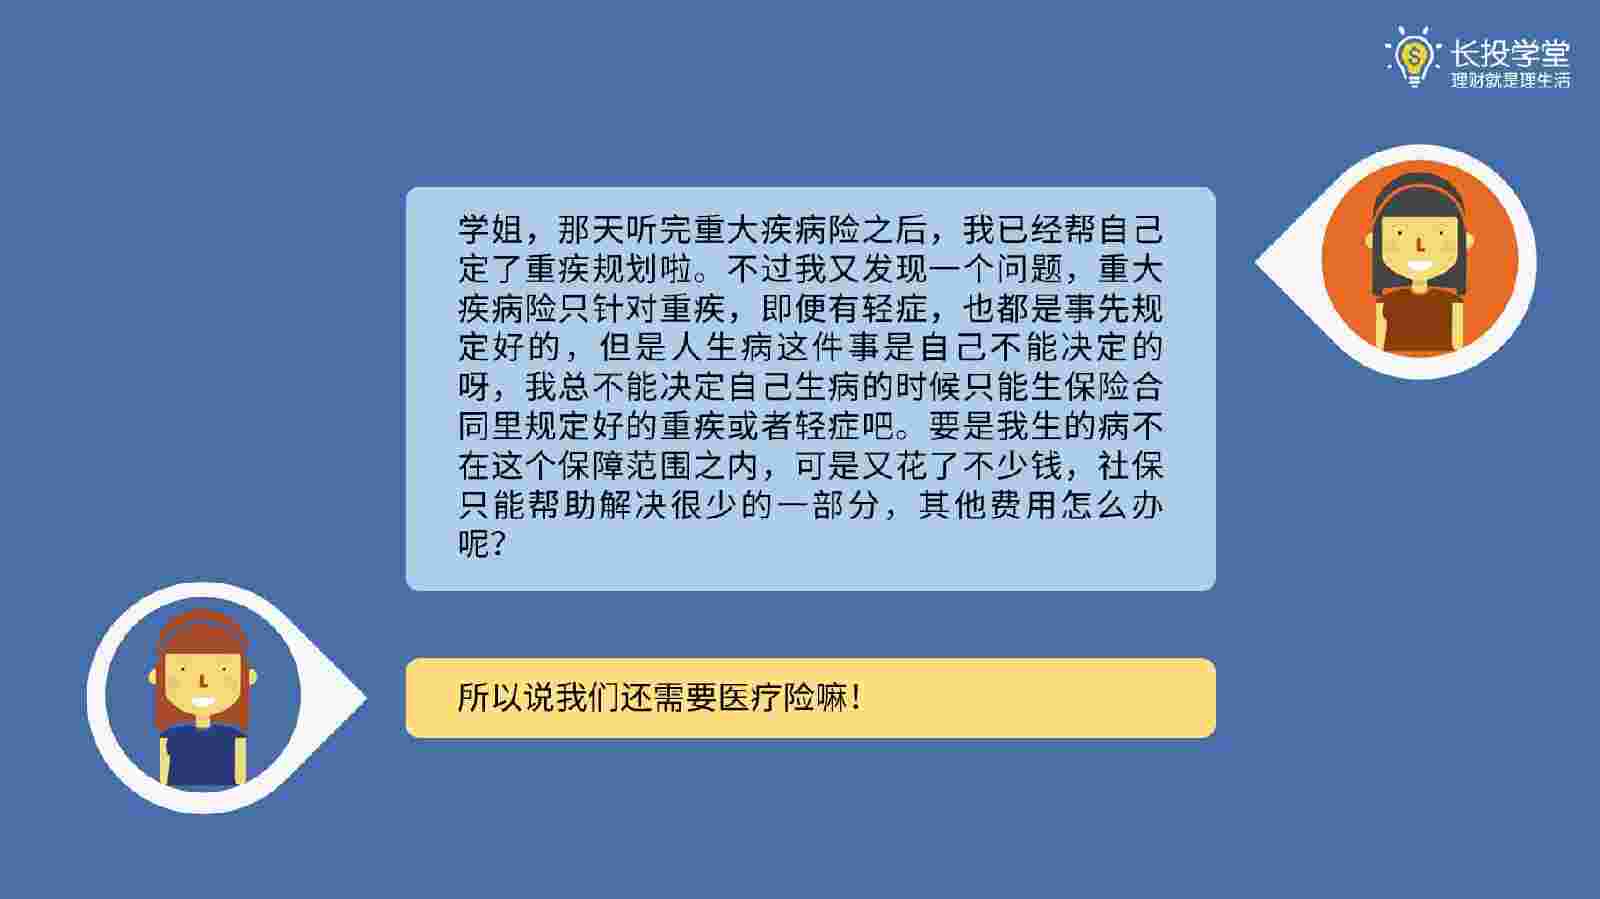 长投学堂
理财就是理生活
学姐，那天听完重大疾病险之后，我已经帮自己
定了重疾规划啦。不过我又发现一个问题，重大
疾病险只针对重疾，即便有轻症，也都是事先规
定好的，但是人生病这件事是自己不能决定的
呀，我总不能决定自己生病的时候只能生保险合
同里规定好的重疾或者轻症吧。要是我生的病不
在这个保障范围之内，可是又花了不少钱，社保
只能帮助解决很少的一部分，其他费用怎么办
呢？
所以说我们还需要医疗险嘛！